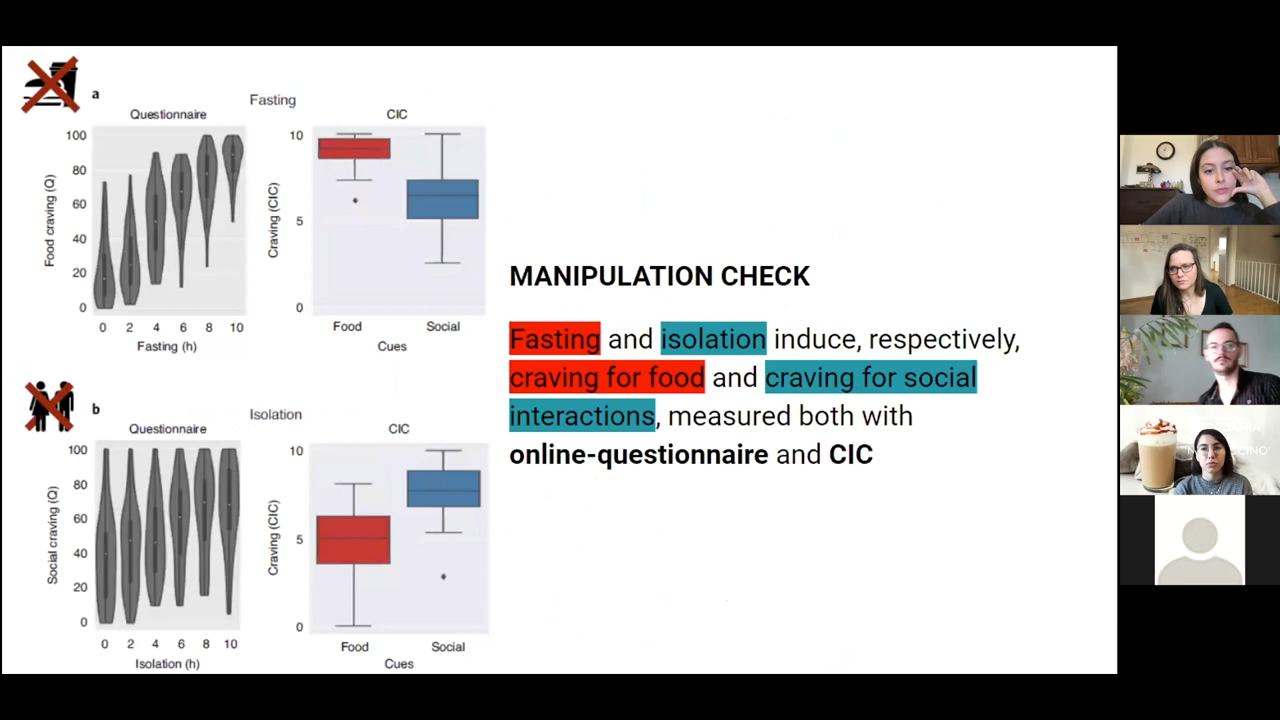 a
Fasting
Questionnaire
CIC
100
80
60
40
20
0
Food craving (Q)
0 2 4 6 8 10
Fasting (h)
10
5
0
Craving (CIC)
Food Social
Cues
MANIPULATION CHECK
Fasting and isolation induce, respectively,
craving for food and craving for social
interactions, measured both with
online-questionnaire and CIC
b
Isolation
Questionnaire
CIC
100
80
60
40
20
0
Social craving (Q)
0 2 4 6 8 10
Isolation (h)
10
5
0
Craving (CIC)
Food Social
Cues